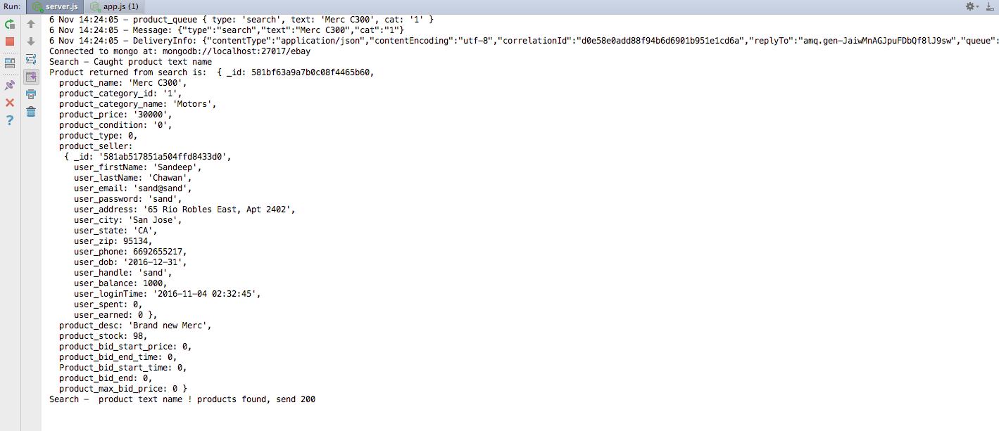 Run: server.js app.js (1)
6 Nov 14:24:05 - product_queue { type: 'search', text: 'Merc C300', cat: '1' }
6 Nov 14:24:05 - Message: {"type":"search","text":"Merc C300","cat":"1"}
6 Nov 14:24:05 - DeliveryInfo: {"contentType":"application/json","contentEncoding":"utf-8","correlationId":"d0e58e0add88f94b6d6901b951e1cd6a","replyTo":"amq.gen-JaiwMnAGJpuFDbQf8lJ9sw","queue":
Connected to mongo at: mongodb://localhost:27017/ebay
Search - Caught product text name
Product returned from search is:  { _id: 581bf63a9a7b0c08f4465b60,
  product_name: 'Merc C300',
  product_category_id: '1',
  product_category_name: 'Motors',
  product_price: '30000',
  product_condition: '0',
  product_type: 0,
  product_seller:
   { _id: '581ab517851a504ffd8433d0',
     user_firstName: 'Sandeep',
     user_lastName: 'Chawan',
     user_email: 'sand@sand',
     user_password: 'sand',
     user_address: '65 Rio Robles East, Apt 2402',
     user_city: 'San Jose',
     user_state: 'CA',
     user_zip: 95134,
     user_phone: 6692655217,
     user_dob: '2016-12-31',
     user_handle: 'sand',
     user_balance: 1000,
     user_loginTime: '2016-11-04 02:32:45',
     user_spent: 0,
     user_earned: 0 },
  product_desc: 'Brand new Merc',
  product_stock: 98,
  product_bid_start_price: 0,
  product_bid_end_time: 0,
  Product_bid_start_time: 0,
  product_bid_end: 0,
  product_max_bid_price: 0 }
Search -  product text name ! products found, send 200